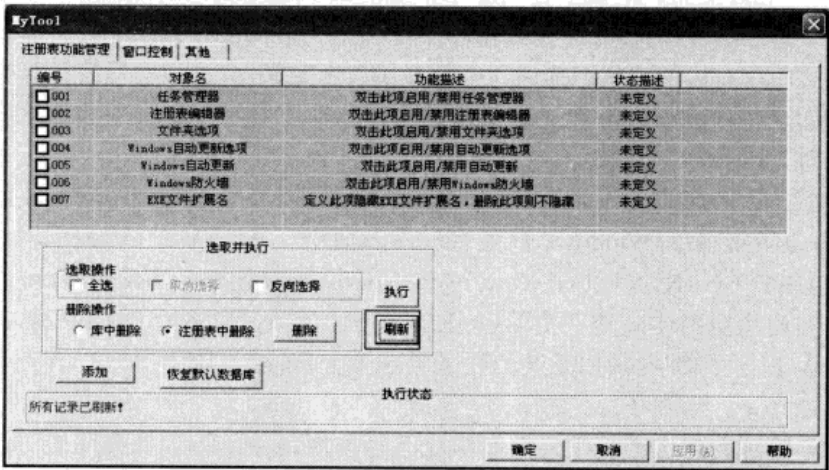 MyTool
注册表功能管理 窗口控制 其他
编号 对象名 功能描述 状态描述
001 任务管理器 双击此项启用/禁用任务管理器 未定义
002 注册表编辑器 双击此项启用/禁用注册表编辑器 未定义
003 文件夹选项 双击此项启用/禁用文件夹选项 未定义
004 Windows自动更新选项 双击此项启用/禁用自动更新选项 未定义
005 Windows自动更新 双击此项启用/禁用自动更新 未定义
006 Windows防火墙 双击此项启用/禁用Windows防火墙 未定义
007 EXE文件扩展名 定义此项隐藏EXE文件扩展名，删除此项则不隐藏 未定义
选取并执行
选取操作
全选 取消选择 反向选择 执行
删除操作
库中删除 注册表中删除 删除 刷新
添加 恢复默认数据库
执行状态
所有记录已刷新！
确定 取消 应用(A) 帮助